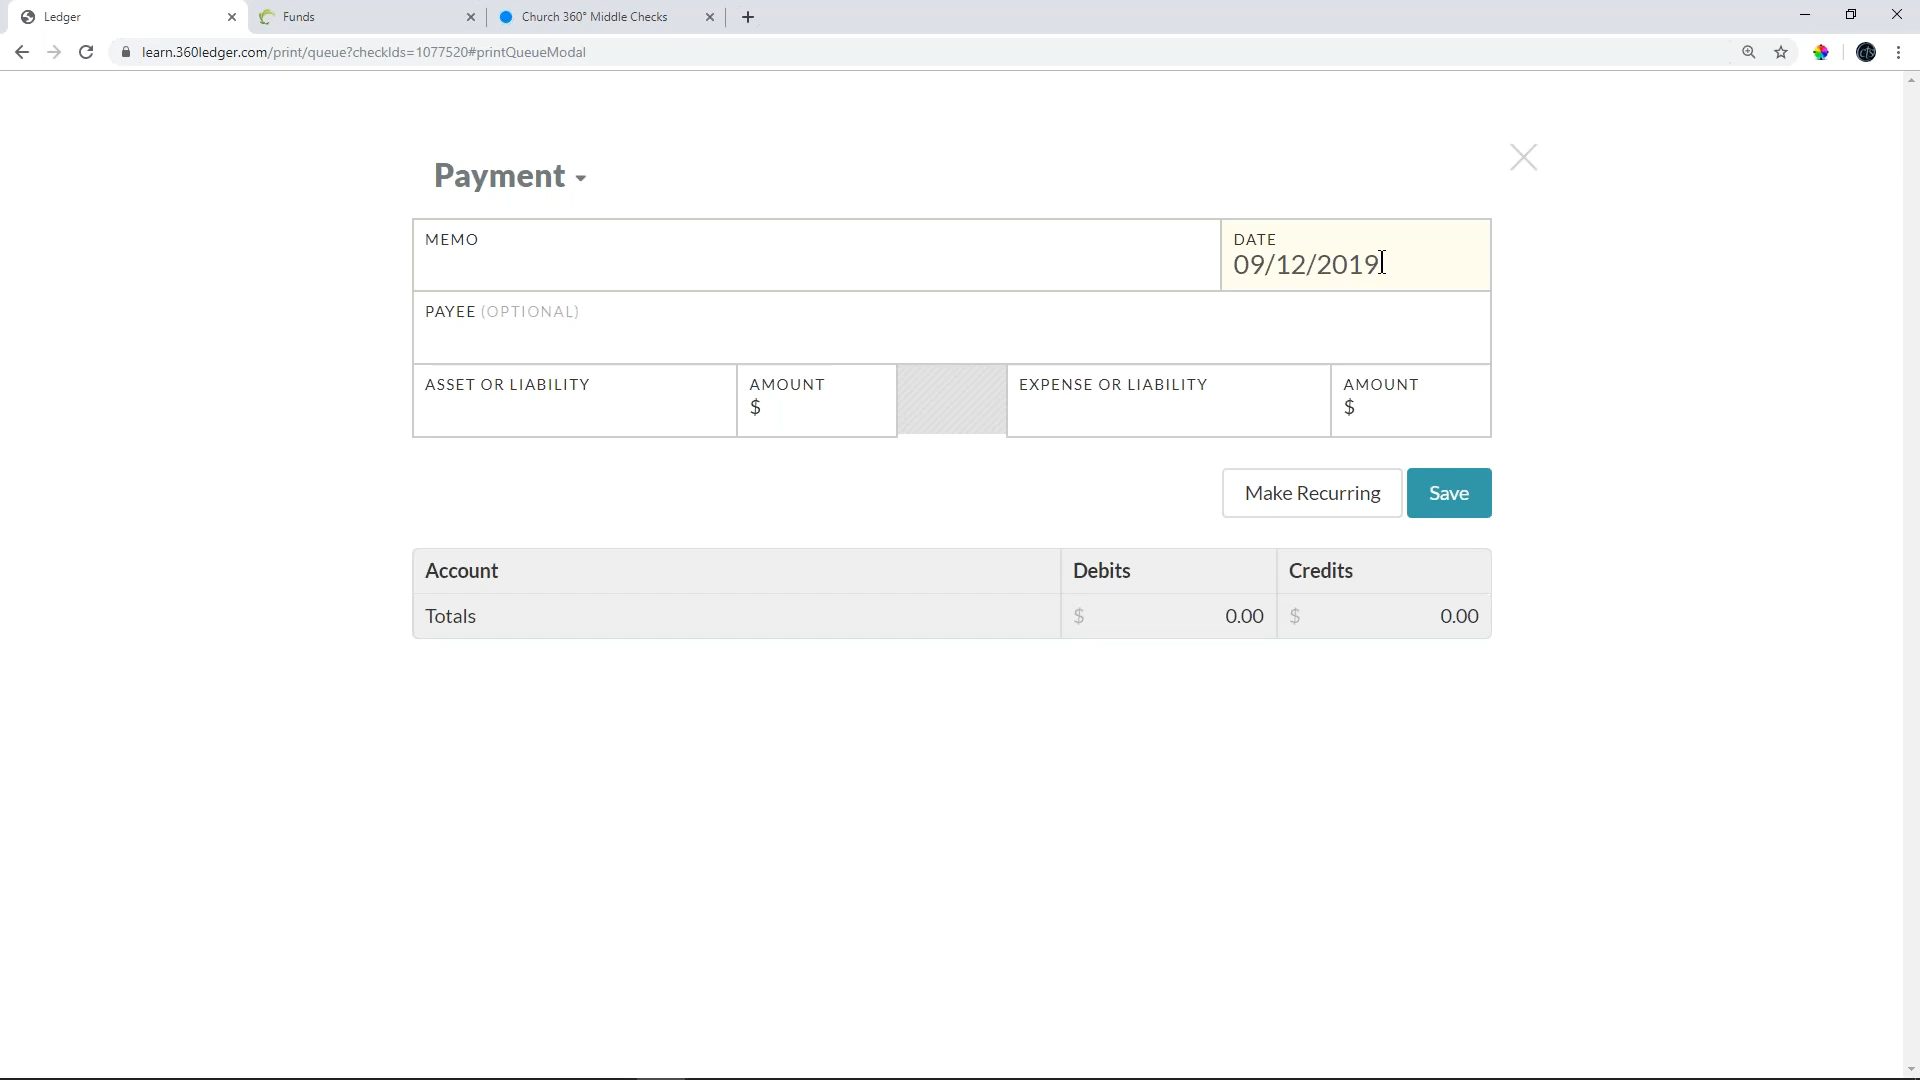 Ledger
Funds
Church 360° Middle Checks
learn.360ledger.com/print/queue?checkIds=1077520#printQueueModal
Payment
MEMO
DATE
09/12/2019
PAYEE (OPTIONAL)
ASSET OR LIABILITY
AMOUNT
$
EXPENSE OR LIABILITY
AMOUNT
$
Make Recurring
Save
Account Debits Credits
Totals $ 0.00 $ 0.00